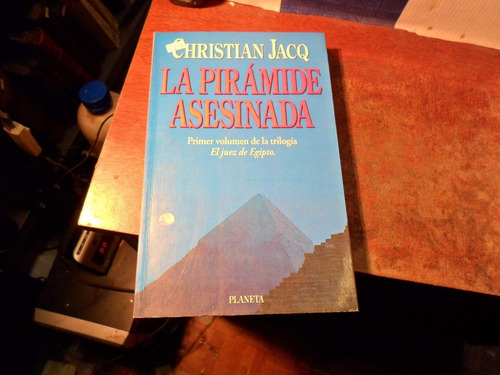 CHRISTIAN JACQ
LA PIRÁMIDE
ASESINADA
Primer volumen de la trilogía
El juez de Egipto.
PLANETA